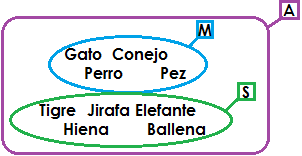 A
M
Gato Conejo
Perro Pez
S
Tigre Jirafa Elefante
Hiena Ballena